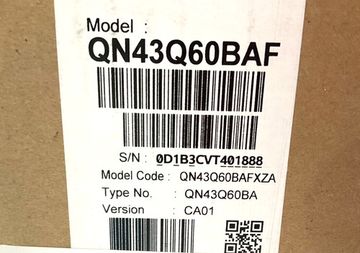 Model :
QN43Q60BAF
S/N : 0D1B3CVT401888
Model Code : QN43Q60BAFXZA
Type No. : QN43Q60BA
Version : CA01